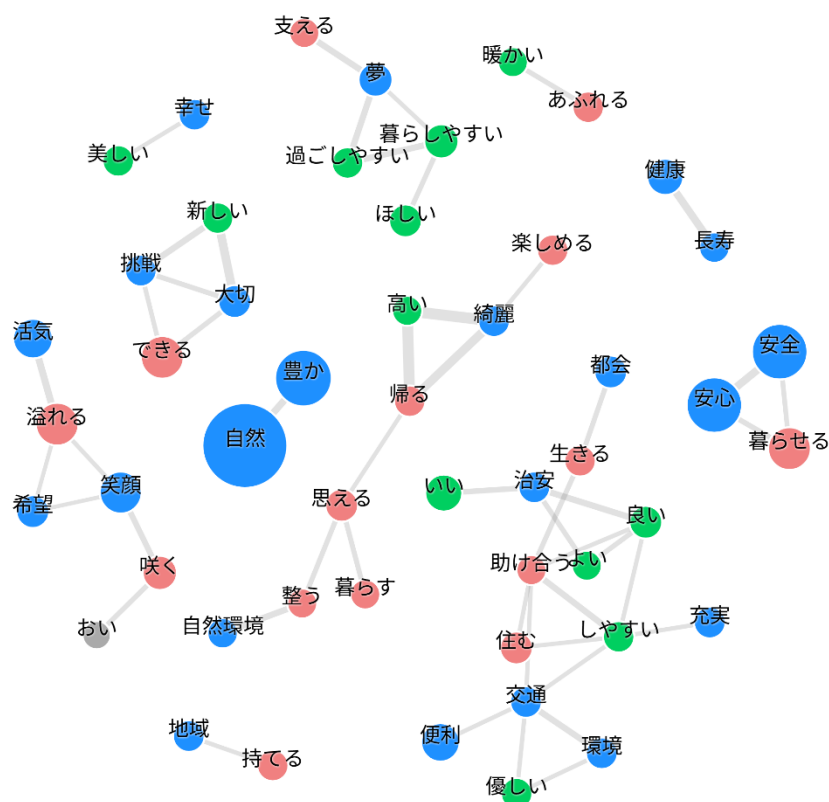 支える
夢
暖かい
あふれる
幸せ
美しい
暮らしやすい
過ごしやすい
ほしい
健康
長寿
新しい
挑戦
大切
できる
楽しめる
高い
綺麗
帰る
活気
溢れる
希望
笑顔
咲く
おい
豊か
自然
都会
生きる
安全
安心
暮らせる
いい
治安
良い
よい
助け合う
思える
整う
暮らす
自然環境
住む
しやすい
充実
交通
便利
環境
優しい
地域
持てる